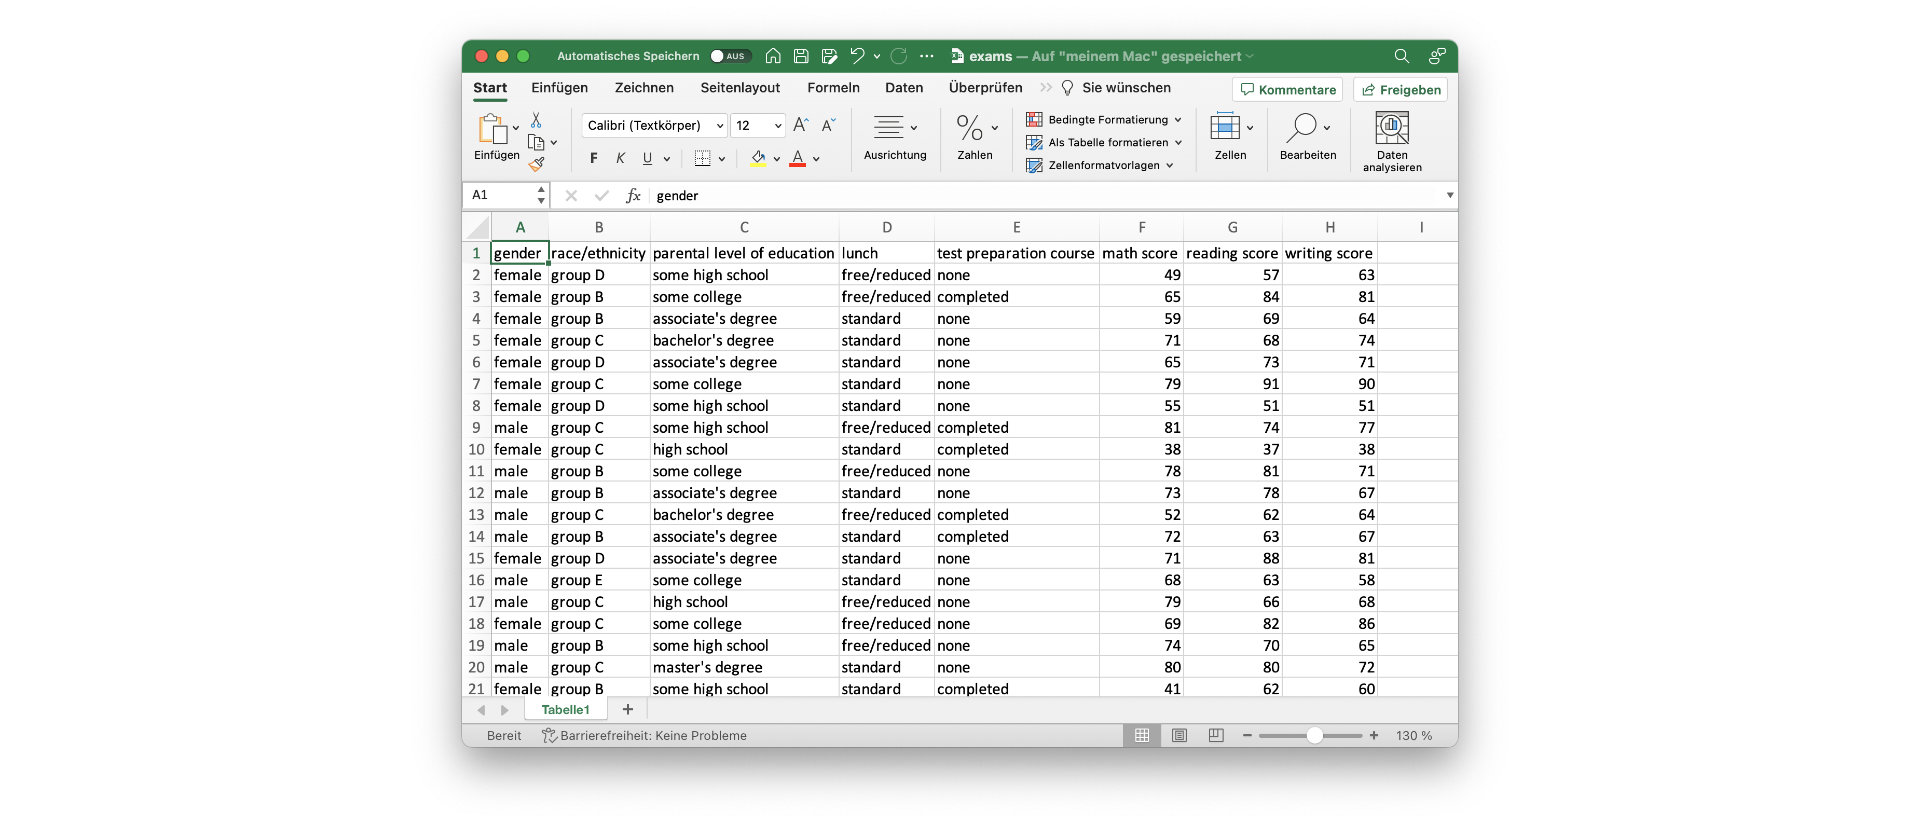 Automatisches Speichern AUS exams — Auf "meinem Mac" gespeichert
Start Einfügen Zeichnen Seitenlayout Formeln Daten Überprüfen Sie wünschen Kommentare Freigeben
Einfügen Calibri (Textkörper) 12 A A Ausrichtung % Zahlen Bedingte Formatierung Zellen Bearbeiten Daten analysieren
F K U A Als Tabelle formatieren
Zellenformatvorlagen
A1 fx gender
A B C D E F G H I
1 gender race/ethnicity parental level of education lunch test preparation course math score reading score writing score
2 female group D some high school free/reduced none 49 57 63
3 female group B some college free/reduced completed 65 84 81
4 female group B associate's degree standard none 59 69 64
5 female group C bachelor's degree standard none 71 68 74
6 female group D associate's degree standard none 65 73 71
7 female group C some college standard none 79 91 90
8 female group D some high school standard none 55 51 51
9 male group C some high school free/reduced completed 81 74 77
10 female group C high school standard completed 38 37 38
11 male group B some college free/reduced none 78 81 71
12 male group B associate's degree standard none 73 78 67
13 male group C bachelor's degree free/reduced completed 52 62 64
14 male group B associate's degree standard completed 72 63 67
15 female group D associate's degree standard none 71 88 81
16 male group E some college standard none 68 63 58
17 male group C high school free/reduced none 79 66 68
18 female group C some college free/reduced none 69 82 86
19 male group B some high school free/reduced none 74 70 65
20 male group C master's degree standard none 80 80 72
21 female group B some high school standard completed 41 62 60
Tabelle1 +
Bereit Barrierefreiheit: Keine Probleme 130 %